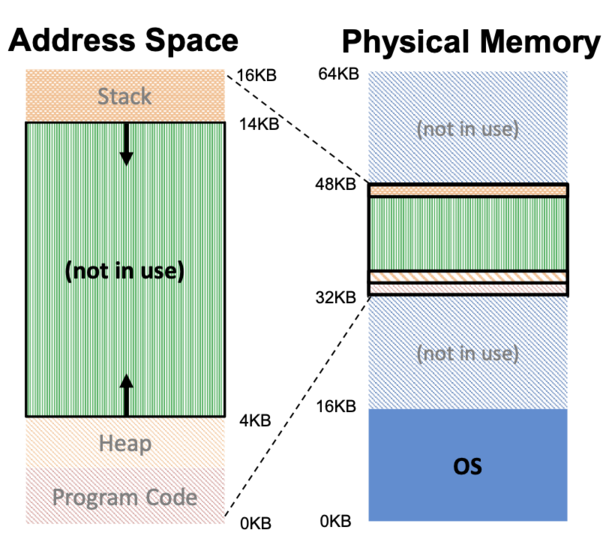 Address Space
16KB
Stack
14KB
(not in use)
4KB
Heap
Program Code
0KB
Physical Memory
64KB
(not in use)
48KB
32KB
(not in use)
16KB
OS
0KB